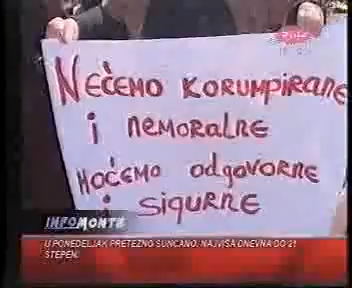 NEĆEMO KORUMPIRANE
i NEMORALNE
HOĆEMO odgovorne
i SIGURNE
INFOMONTE
U PONEDELJAK PRETEŽNO SUNČANO, NAJVIŠA DNEVNA DO 21
STEPEN.